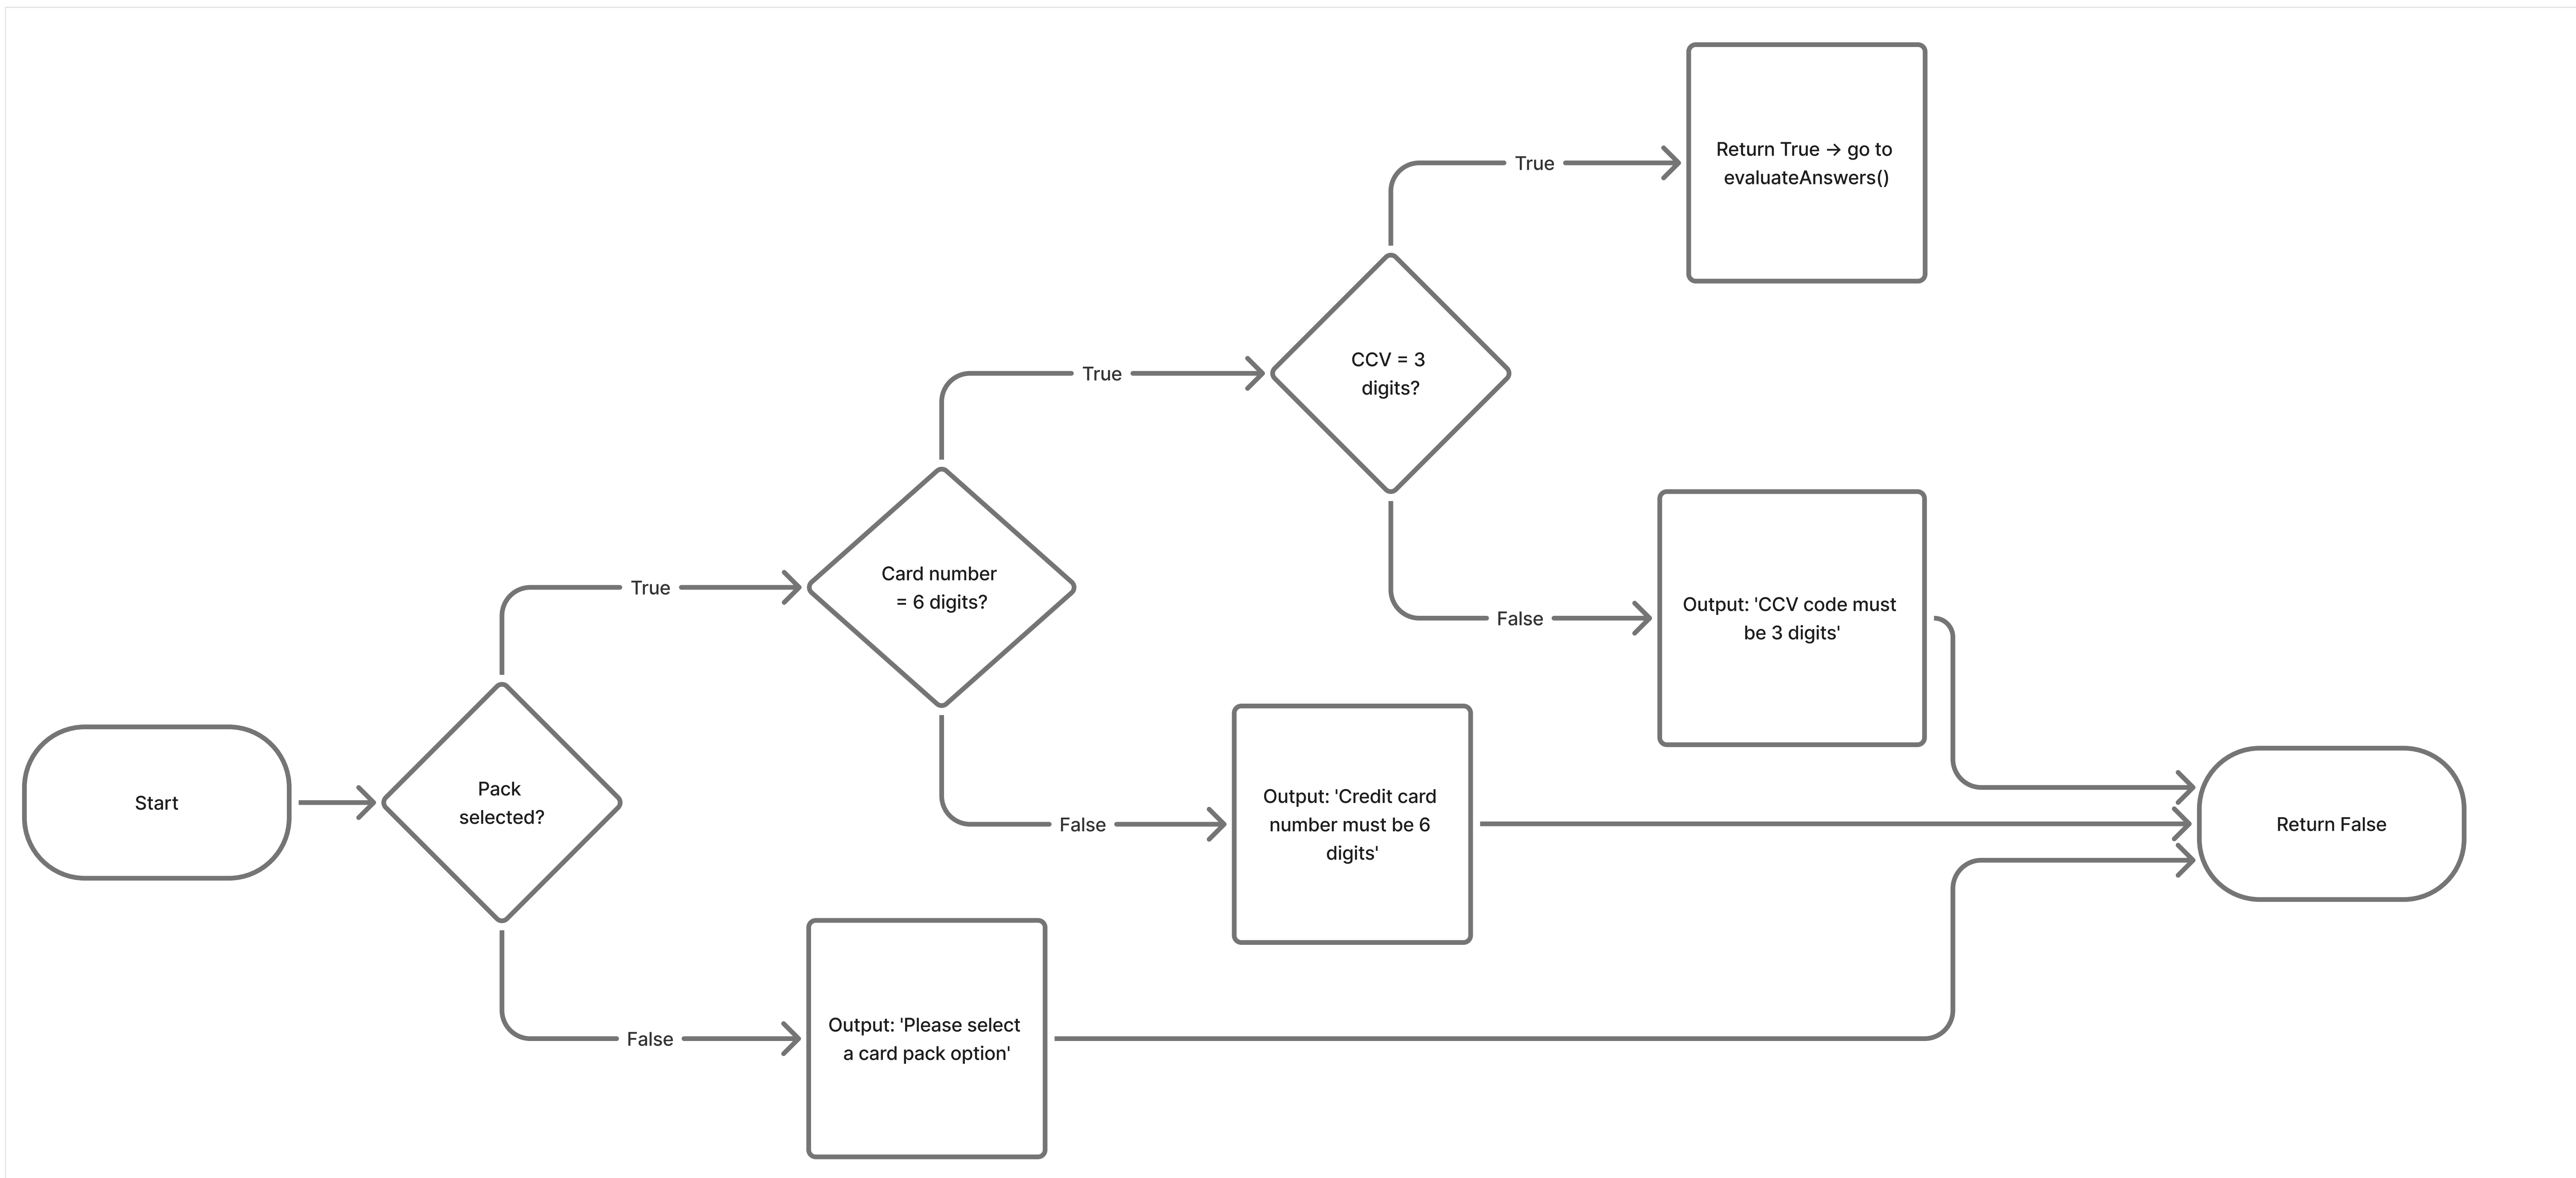 Return True → go to
evaluateAnswers()
True
CCV = 3
digits?
True
Card number
= 6 digits?
True
Output: 'CCV code must
be 3 digits'
False
Start
Pack
selected?
Output: 'Credit card
number must be 6
digits'
False
Return False
Output: 'Please select
a card pack option'
False